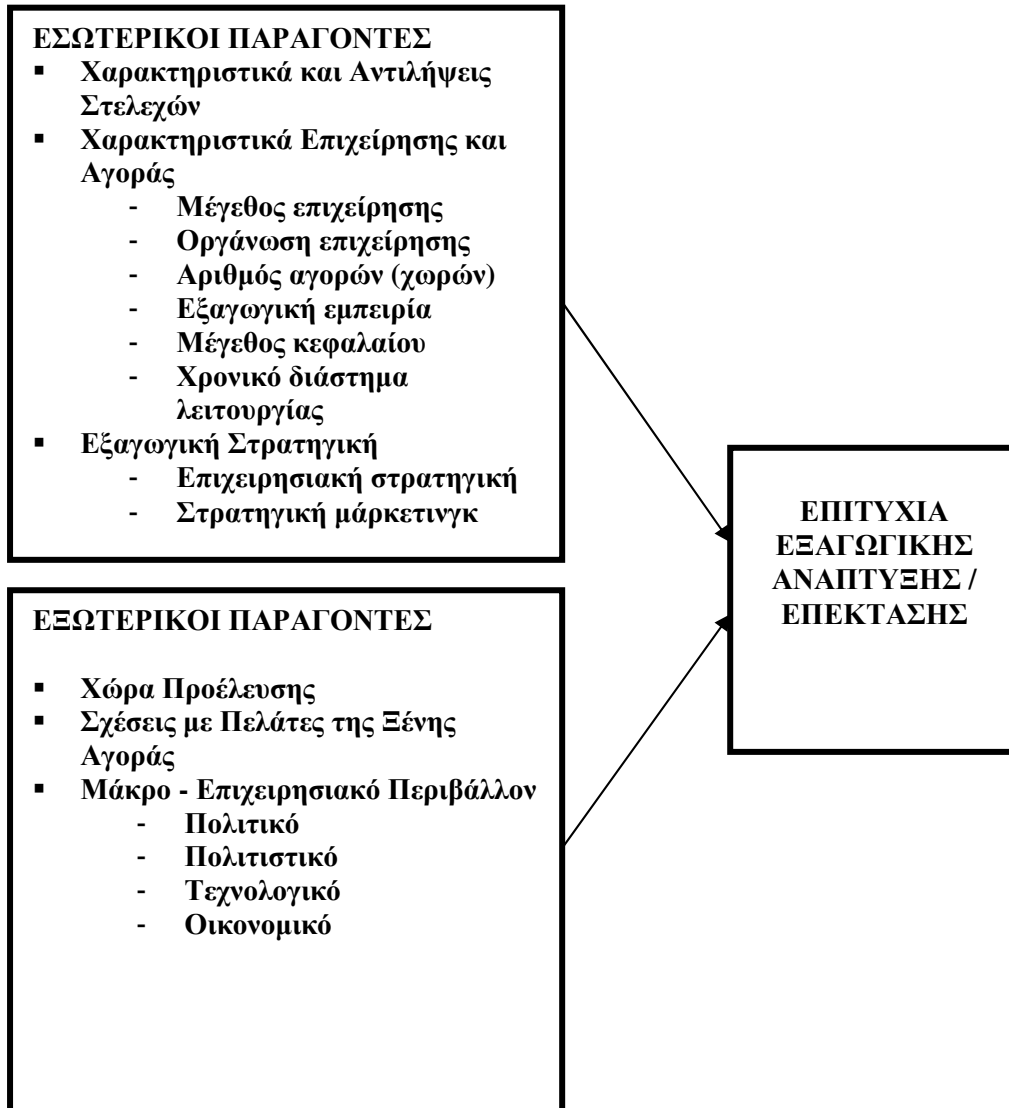 ΕΣΩΤΕΡΙΚΟΙ ΠΑΡΑΓΟΝΤΕΣ
▪ Χαρακτηριστικά και Αντιλήψεις
Στελεχών
▪ Χαρακτηριστικά Επιχείρησης και
Αγοράς
- Μέγεθος επιχείρησης
- Οργάνωση επιχείρησης
- Αριθμός αγορών (χωρών)
- Εξαγωγική εμπειρία
- Μέγεθος κεφαλαίου
- Χρονικό διάστημα
λειτουργίας
▪ Εξαγωγική Στρατηγική
- Επιχειρησιακή στρατηγική
- Στρατηγική μάρκετινγκ
ΕΞΩΤΕΡΙΚΟΙ ΠΑΡΑΓΟΝΤΕΣ
▪ Χώρα Προέλευσης
▪ Σχέσεις με Πελάτες της Ξένης
Αγοράς
▪ Μάκρο - Επιχειρησιακό Περιβάλλον
- Πολιτικό
- Πολιτιστικό
- Τεχνολογικό
- Οικονομικό
ΕΠΙΤΥΧΙΑ
ΕΞΑΓΩΓΙΚΗΣ
ΑΝΑΠΤΥΞΗΣ /
ΕΠΕΚΤΑΣΗΣ